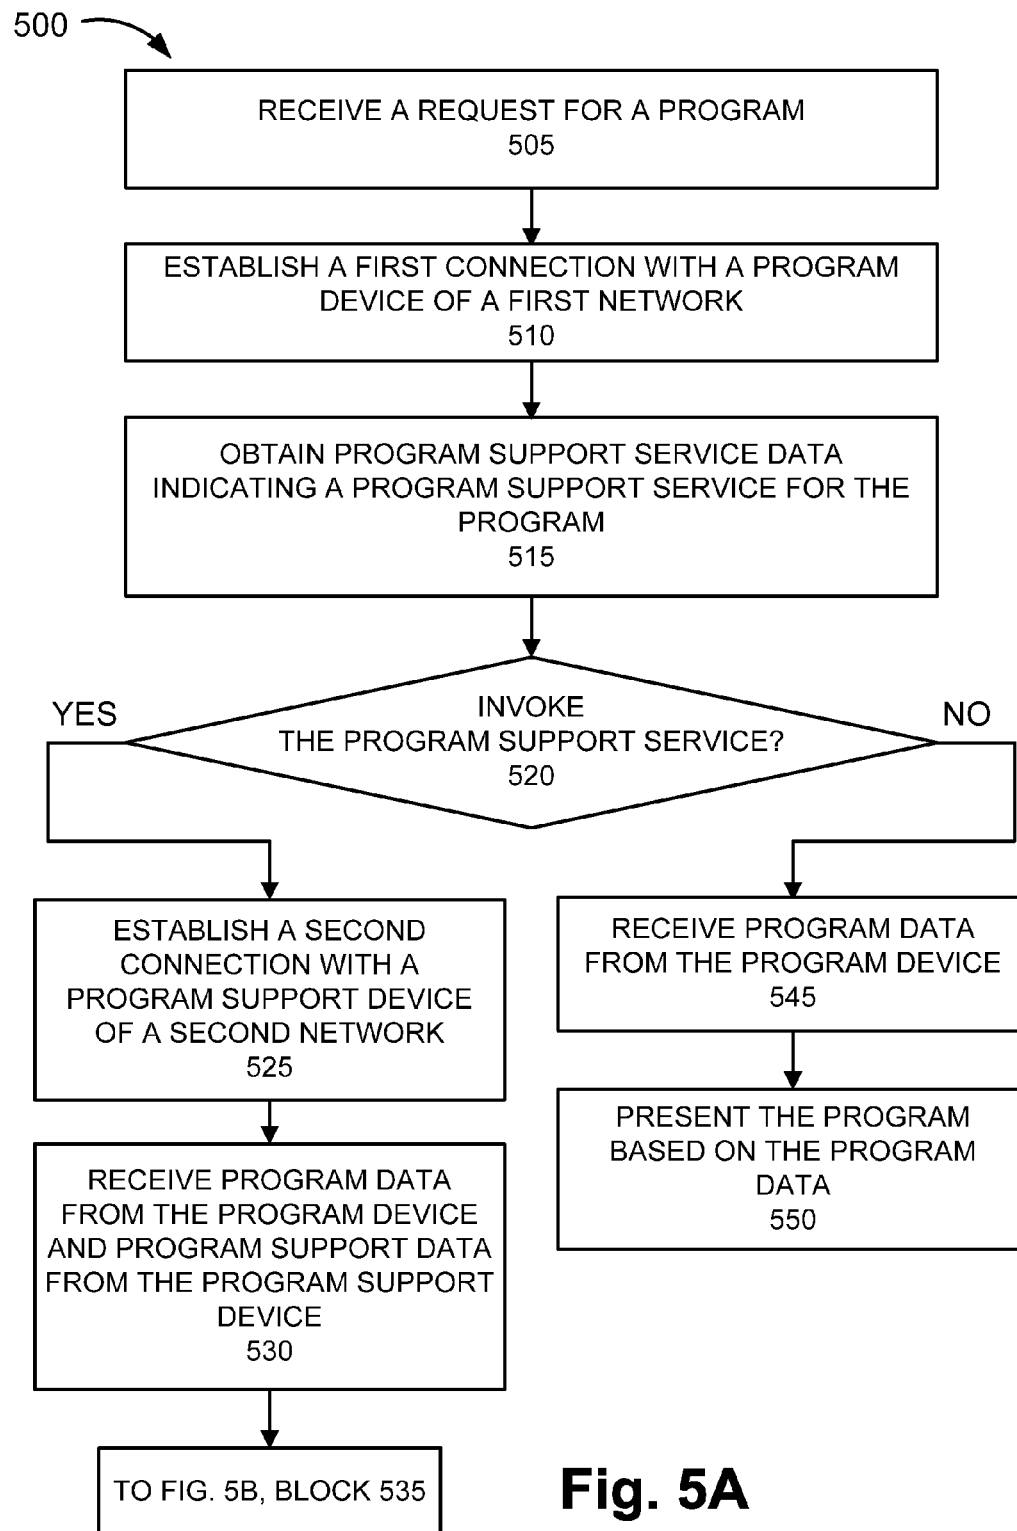 500
RECEIVE A REQUEST FOR A PROGRAM
505
ESTABLISH A FIRST CONNECTION WITH A PROGRAM
DEVICE OF A FIRST NETWORK
510
OBTAIN PROGRAM SUPPORT SERVICE DATA
INDICATING A PROGRAM SUPPORT SERVICE FOR THE
PROGRAM
515
INVOKE
THE PROGRAM SUPPORT SERVICE?
520
YES
NO
ESTABLISH A SECOND
CONNECTION WITH A
PROGRAM SUPPORT DEVICE
OF A SECOND NETWORK
525
RECEIVE PROGRAM DATA
FROM THE PROGRAM DEVICE
AND PROGRAM SUPPORT DATA
FROM THE PROGRAM SUPPORT
DEVICE
530
TO FIG. 5B, BLOCK 535
RECEIVE PROGRAM DATA
FROM THE PROGRAM DEVICE
545
PRESENT THE PROGRAM
BASED ON THE PROGRAM
DATA
550
Fig. 5A